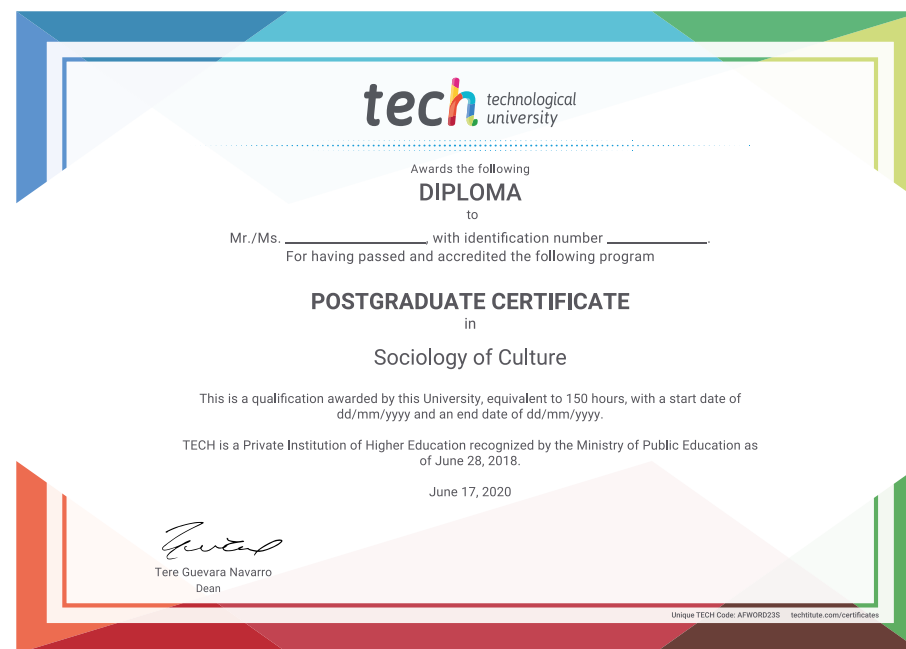 tech technological
university
Awards the following
DIPLOMA
to
Mr./Ms. ____________________, with identification number ______________.
For having passed and accredited the following program
POSTGRADUATE CERTIFICATE
in
Sociology of Culture
This is a qualification awarded by this University, equivalent to 150 hours, with a start date of
dd/mm/yyyy and an end date of dd/mm/yyyy.
TECH is a Private Institution of Higher Education recognized by the Ministry of Public Education as
of June 28, 2018.
June 17, 2020
Tere Guevara Navarro
Dean
Unique TECH Code: AFWORD23S techtitute.com/certificates